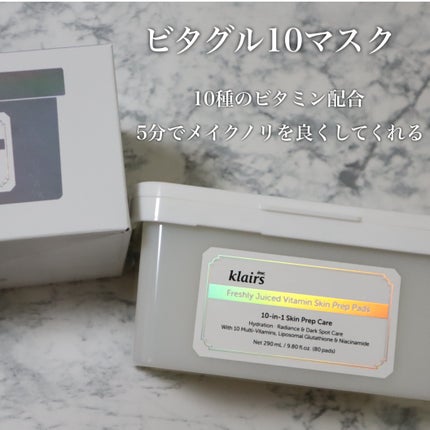 ビタグル10マスク
10種のビタミン配合
5分でメイクノリを良くしてくれる
dear,
klairs
Freshly Juiced Vitamin Skin Prep Pads
10-in-1 Skin Prep Care
Hydration · Radiance & Dark Spot Care
With 10 Multi-Vitamins, Liposomal Glutathione & Niacinamide
Net 290 mL / 9.80 fl.oz. (80 pads)